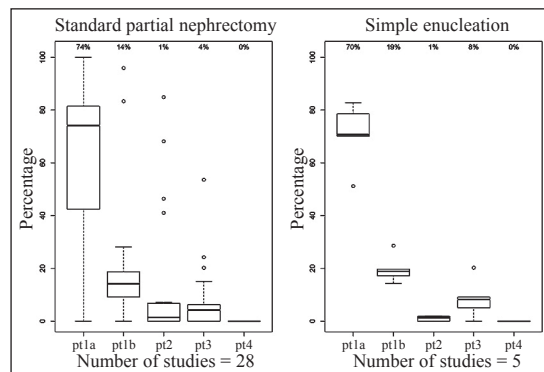 Standard partial nephrectomy
74% 14% 1% 4% 0%
100
80
60
40
20
0
Percentage
pt1a pt1b pt2 pt3 pt4
Number of studies = 28
Simple enucleation
70% 19% 1% 8% 0%
100
80
60
40
20
0
Percentage
pt1a pt1b pt2 pt3 pt4
Number of studies = 5